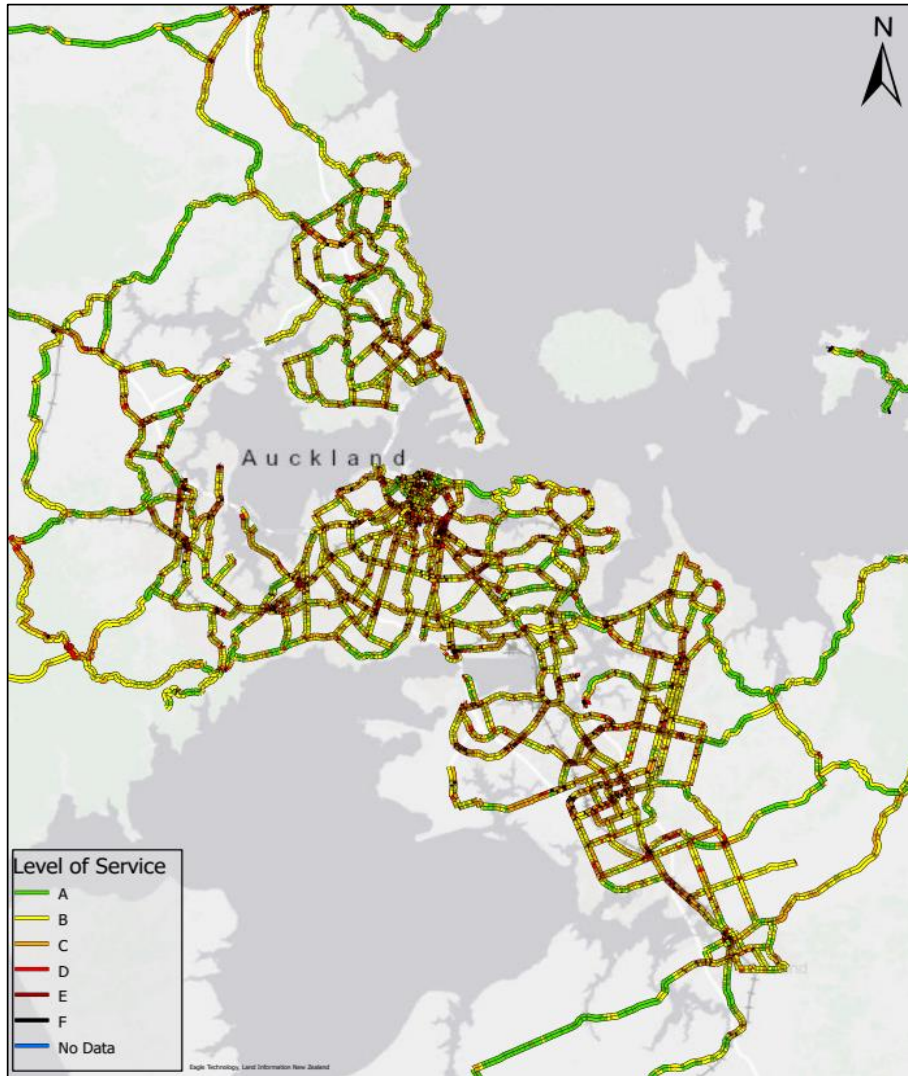 N
Auckland
Level of Service
A
B
C
D
E
F
No Data
Eagle Technology, Land Information New Zealand